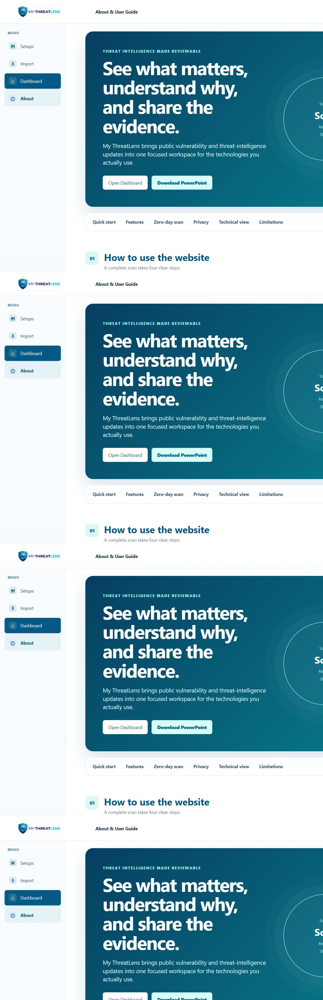 MY THREATLENS
About & User Guide
MENU
Setups
Import
Dashboard
About
THREAT INTELLIGENCE MADE REVIEWABLE
See what matters,
understand why,
and share the
evidence.
My ThreatLens brings public vulnerability and threat-intelligence
updates into one focused workspace for the technologies you
actually use.
Open Dashboard
Download PowerPoint
Quick start
Features
Zero-day scan
Privacy
Technical view
Limitations
01
How to use the website
A complete scan takes four clear steps.
MY THREATLENS
About & User Guide
MENU
Setups
Import
Dashboard
About
THREAT INTELLIGENCE MADE REVIEWABLE
See what matters,
understand why,
and share the
evidence.
My ThreatLens brings public vulnerability and threat-intelligence
updates into one focused workspace for the technologies you
actually use.
Open Dashboard
Download PowerPoint
Quick start
Features
Zero-day scan
Privacy
Technical view
Limitations
01
How to use the website
A complete scan takes four clear steps.
MY THREATLENS
About & User Guide
MENU
Setups
Import
Dashboard
About
THREAT INTELLIGENCE MADE REVIEWABLE
See what matters,
understand why,
and share the
evidence.
My ThreatLens brings public vulnerability and threat-intelligence
updates into one focused workspace for the technologies you
actually use.
Open Dashboard
Download PowerPoint
Quick start
Features
Zero-day scan
Privacy
Technical view
Limitations
01
How to use the website
A complete scan takes four clear steps.
MY THREATLENS
About & User Guide
MENU
Setups
Import
Dashboard
About
THREAT INTELLIGENCE MADE REVIEWABLE
See what matters,
understand why,
and share the
evidence.
My ThreatLens brings public vulnerability and threat-intelligence
updates into one focused workspace for the technologies you
actually use.
Open Dashboard
Download PowerPoint